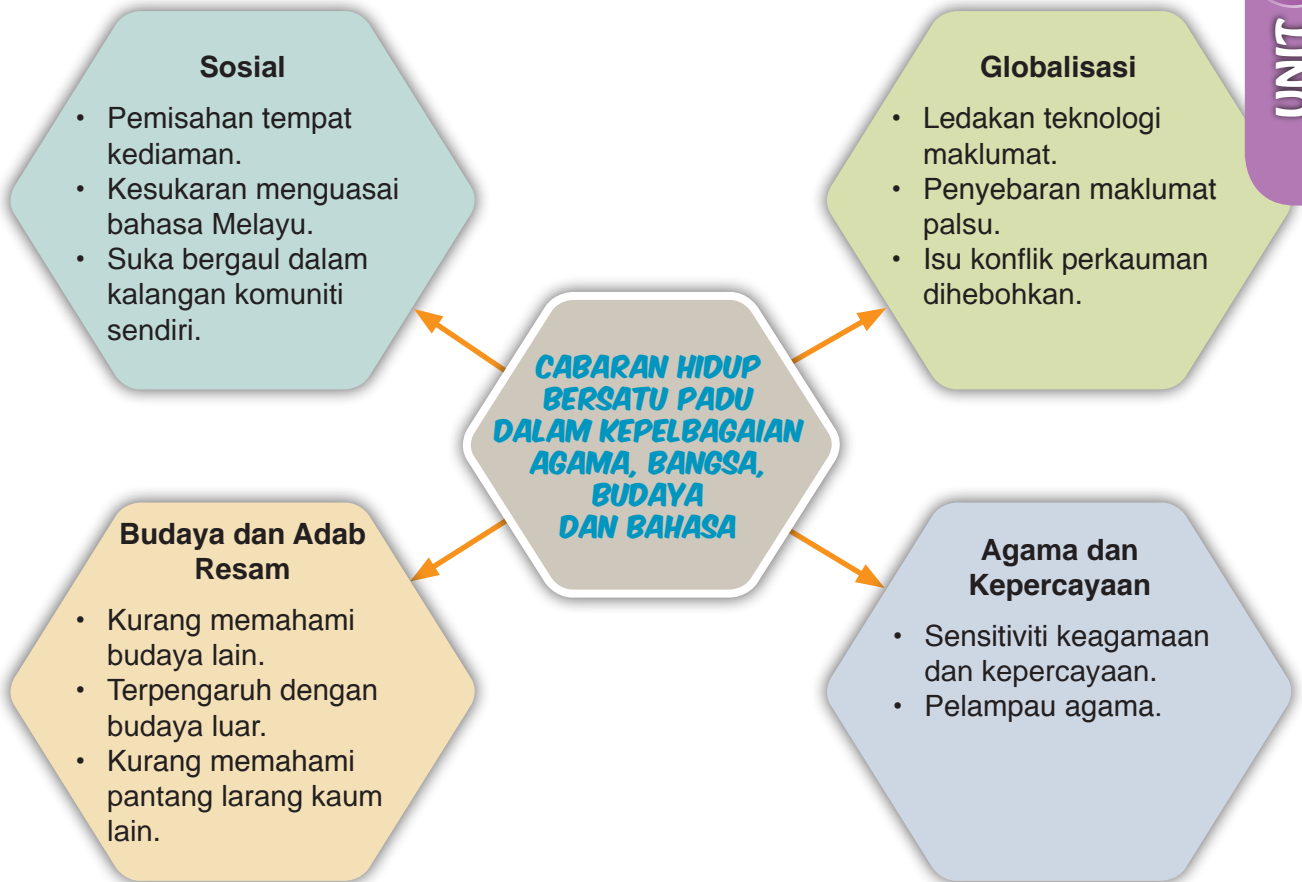 Sosial
• Pemisahan tempat
kediaman.
• Kesukaran menguasai
bahasa Melayu.
• Suka bergaul dalam
kalangan komuniti
sendiri.
Globalisasi
• Ledakan teknologi
maklumat.
• Penyebaran maklumat
palsu.
• Isu konflik perkauman
dihebohkan.
UNIT
CABARAN HIDUP
BERSATU PADU
DALAM KEPELBAGAIAN
AGAMA, BANGSA,
BUDAYA
DAN BAHASA
Budaya dan Adab
Resam
• Kurang memahami
budaya lain.
• Terpengaruh dengan
budaya luar.
• Kurang memahami
pantang larang kaum
lain.
Agama dan
Kepercayaan
• Sensitiviti keagamaan
dan kepercayaan.
• Pelampau agama.